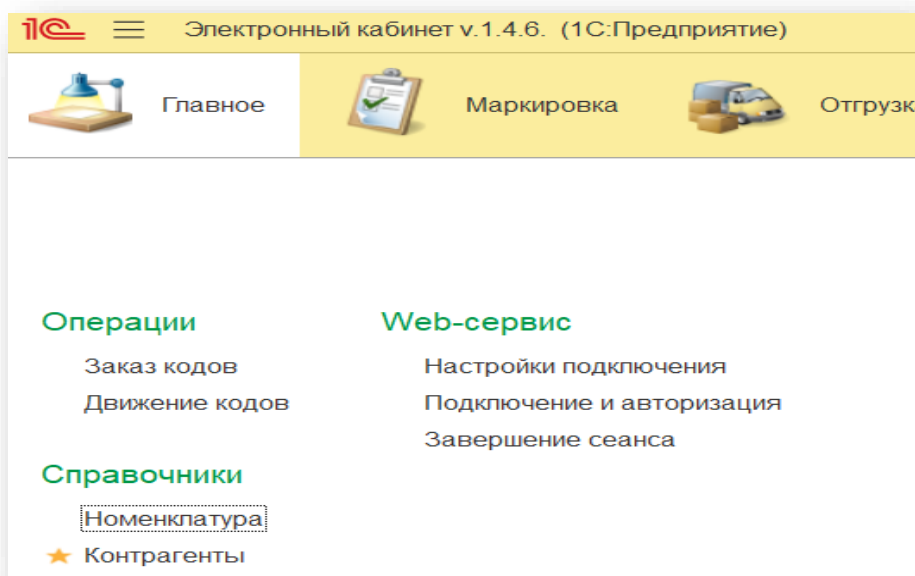 1С Электронный кабинет v.1.4.6. (1С:Предприятие)
Главное Маркировка Отгрузк
Операции
Заказ кодов
Движение кодов
Web-сервис
Настройки подключения
Подключение и авторизация
Завершение сеанса
Справочники
Номенклатура
Контрагенты